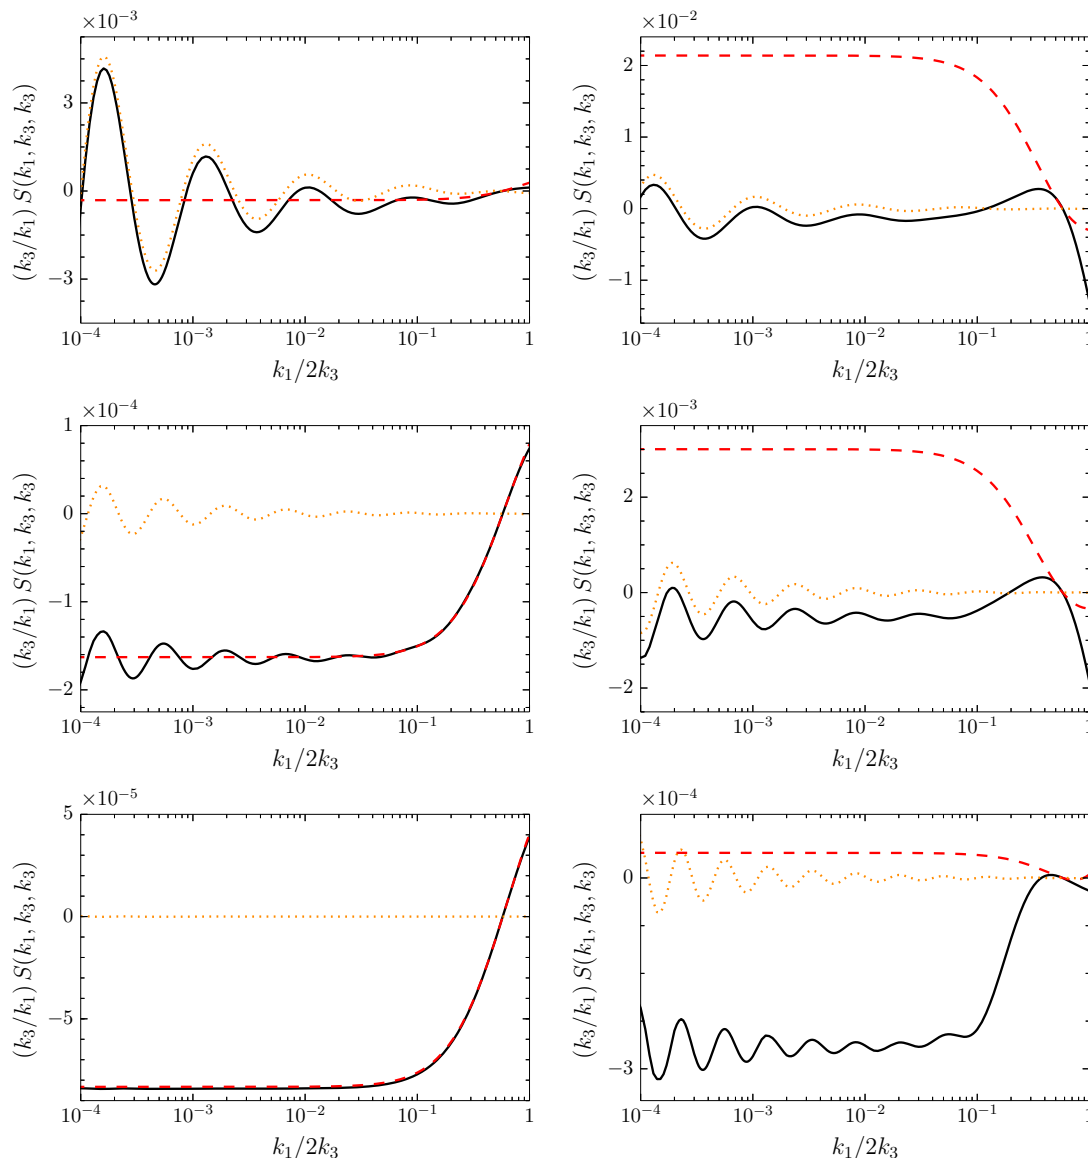 ×10⁻³
(k₃/k₁) S(k₁, k₃, k₃)
3
0
−3
10⁻⁴ 10⁻³ 10⁻² 10⁻¹ 1
k₁/2k₃
×10⁻²
(k₃/k₁) S(k₁, k₃, k₃)
2
1
0
−1
10⁻⁴ 10⁻³ 10⁻² 10⁻¹ 1
k₁/2k₃
×10⁻⁴
(k₃/k₁) S(k₁, k₃, k₃)
1
0
−1
−2
10⁻⁴ 10⁻³ 10⁻² 10⁻¹ 1
k₁/2k₃
×10⁻³
(k₃/k₁) S(k₁, k₃, k₃)
2
0
−2
10⁻⁴ 10⁻³ 10⁻² 10⁻¹ 1
k₁/2k₃
×10⁻⁵
(k₃/k₁) S(k₁, k₃, k₃)
5
0
−5
10⁻⁴ 10⁻³ 10⁻² 10⁻¹ 1
k₁/2k₃
×10⁻⁴
(k₃/k₁) S(k₁, k₃, k₃)
0
−3
10⁻⁴ 10⁻³ 10⁻² 10⁻¹ 1
k₁/2k₃